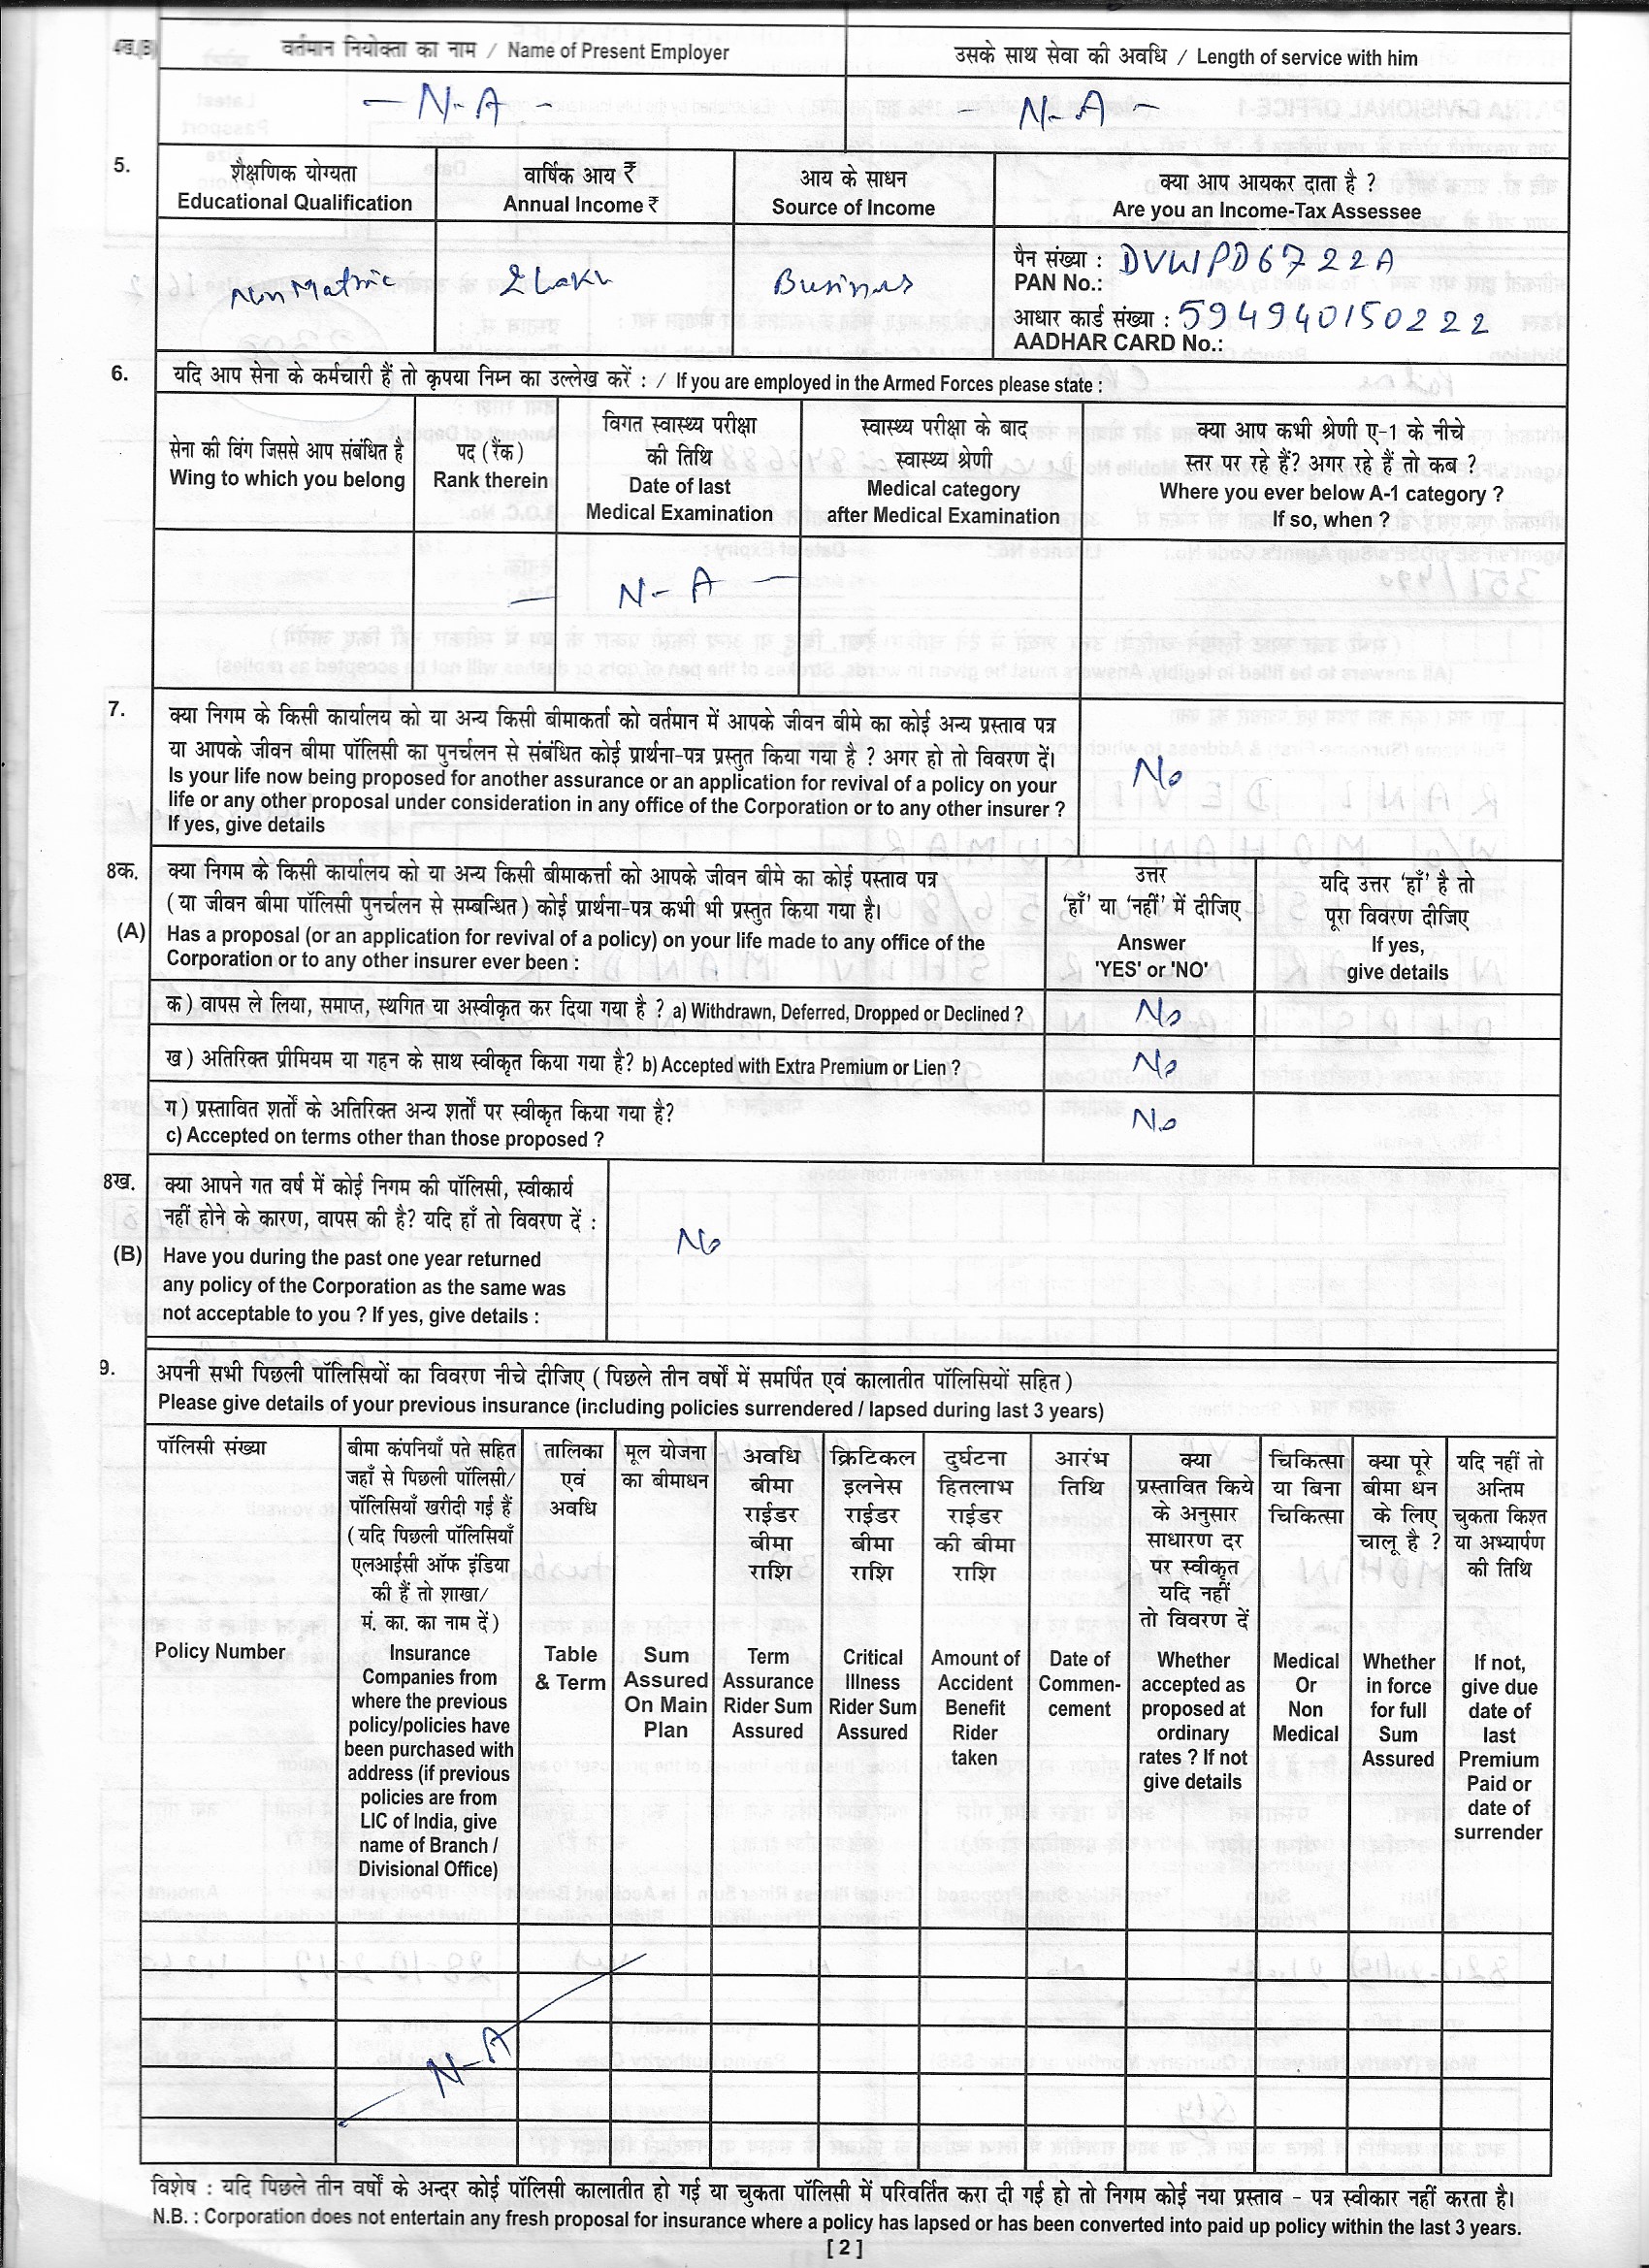 4ख.(B) वर्तमान नियोक्ता का नाम / Name of Present Employer
उसके साथ सेवा की अवधि / Length of service with him
- N-A -
- N-A -
5.
शैक्षणिक योग्यता
Educational Qualification
वार्षिक आय ₹
Annual Income ₹
आय के साधन
Source of Income
क्या आप आयकर दाता है ?
Are you an Income-Tax Assessee
Non Matric
2 Lakh
Business
पैन संख्या : DVWPD6722A
PAN No.:
आधार कार्ड संख्या : 594940150222
AADHAR CARD No.:
6. यदि आप सेना के कर्मचारी हैं तो कृपया निम्न का उल्लेख करें : / If you are employed in the Armed Forces please state :
सेना की विंग जिससे आप संबंधित है
Wing to which you belong
पद (रैंक)
Rank therein
विगत स्वास्थ्य परीक्षा
की तिथि
Date of last
Medical Examination
स्वास्थ्य परीक्षा के बाद
स्वास्थ्य श्रेणी
Medical category
after Medical Examination
क्या आप कभी श्रेणी ए-1 के नीचे
स्तर पर रहे हैं? अगर रहे हैं तो कब ?
Where you ever below A-1 category ?
If so, when ?
- N-A -
7. क्या निगम के किसी कार्यालय को या अन्य किसी बीमाकर्ता को वर्तमान में आपके जीवन बीमे का कोई अन्य प्रस्ताव पत्र
या आपके जीवन बीमा पॉलिसी का पुनर्चलन से संबंधित कोई प्रार्थना-पत्र प्रस्तुत किया गया है ? अगर हो तो विवरण दें।
Is your life now being proposed for another assurance or an application for revival of a policy on your
life or any other proposal under consideration in any office of the Corporation or to any other insurer ?
If yes, give details
No
8क. क्या निगम के किसी कार्यालय को या अन्य किसी बीमाकर्त्ता को आपके जीवन बीमे का कोई पस्ताव पत्र
(या जीवन बीमा पॉलिसी पुनर्चलन से सम्बन्धित) कोई प्रार्थना-पत्र कभी भी प्रस्तुत किया गया है।
(A) Has a proposal (or an application for revival of a policy) on your life made to any office of the
Corporation or to any other insurer ever been :
उत्तर
'हाँ' या 'नहीं' में दीजिए
Answer
'YES' or 'NO'
यदि उत्तर 'हाँ' है तो
पूरा विवरण दीजिए
If yes,
give details
क) वापस ले लिया, समाप्त, स्थगित या अस्वीकृत कर दिया गया है ? a) Withdrawn, Deferred, Dropped or Declined ?
No
ख) अतिरिक्त प्रीमियम या गहन के साथ स्वीकृत किया गया है? b) Accepted with Extra Premium or Lien ?
No
ग) प्रस्तावित शर्तों के अतिरिक्त अन्य शर्तों पर स्वीकृत किया गया है?
c) Accepted on terms other than those proposed ?
No
8ख. क्या आपने गत वर्ष में कोई निगम की पॉलिसी, स्वीकार्य
नहीं होने के कारण, वापस की है? यदि हाँ तो विवरण दें :
(B) Have you during the past one year returned
any policy of the Corporation as the same was
not acceptable to you ? If yes, give details :
No
9. अपनी सभी पिछली पॉलिसियों का विवरण नीचे दीजिए (पिछले तीन वर्षों में समर्पित एवं कालातीत पॉलिसियों सहित)
Please give details of your previous insurance (including policies surrendered / lapsed during last 3 years)
पॉलिसी संख्या
Policy Number
बीमा कंपनियाँ पते सहित
जहाँ से पिछली पॉलिसी/
पॉलिसियाँ खरीदी गई हैं
(यदि पिछली पॉलिसियाँ
एलआईसी ऑफ इंडिया
की हैं तो शाखा/
मं. का. का नाम दें)
Insurance
Companies from
where the previous
policy/policies have
been purchased with
address (if previous
policies are from
LIC of India, give
name of Branch /
Divisional Office)
तालिका
एवं
अवधि
Table
& Term
मूल योजना
का बीमाधन
Sum
Assured
On Main
Plan
अवधि
बीमा
राईडर
बीमा
राशि
Term
Assurance
Rider Sum
Assured
क्रिटिकल
इलनेस
राईडर
बीमा
राशि
Critical
Illness
Rider Sum
Assured
दुर्घटना
हितलाभ
राईडर
की बीमा
राशि
Amount of
Accident
Benefit
Rider
taken
आरंभ
तिथि
Date of
Commen-
cement
क्या
प्रस्तावित किये
के अनुसार
साधारण दर
पर स्वीकृत
यदि नहीं
तो विवरण दें
Whether
accepted as
proposed at
ordinary
rates ? If not
give details
चिकित्सा
या बिना
चिकित्सा
Medical
Or
Non
Medical
क्या पूरे
बीमा धन
के लिए
चालू है ?
Whether
in force
for full
Sum
Assured
यदि नहीं तो
अन्तिम
चुकता किश्त
या अभ्यार्पण
की तिथि
If not,
give due
date of
last
Premium
Paid or
date of
surrender
N-A
विशेष : यदि पिछले तीन वर्षों के अन्दर कोई पॉलिसी कालातीत हो गई या चुकता पॉलिसी में परिवर्तित करा दी गई हो तो निगम कोई नया प्रस्ताव - पत्र स्वीकार नहीं करता है।
N.B. : Corporation does not entertain any fresh proposal for insurance where a policy has lapsed or has been converted into paid up policy within the last 3 years.
[ 2 ]